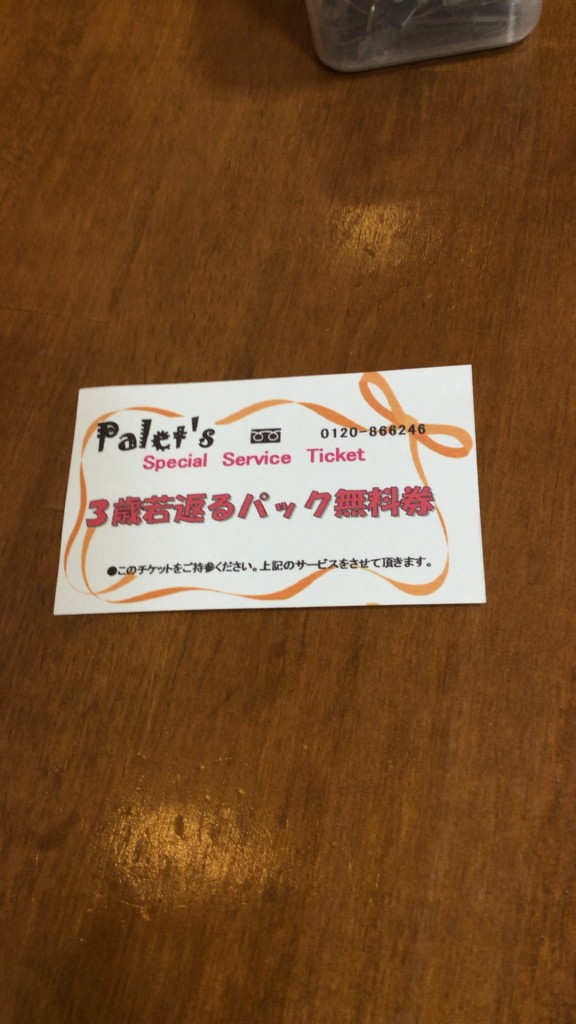 Palet's 0120-866246
Special Service Ticket
3歳若返るパック無料券
●このチケットをご持参ください。上記のサービスをさせて頂きます。